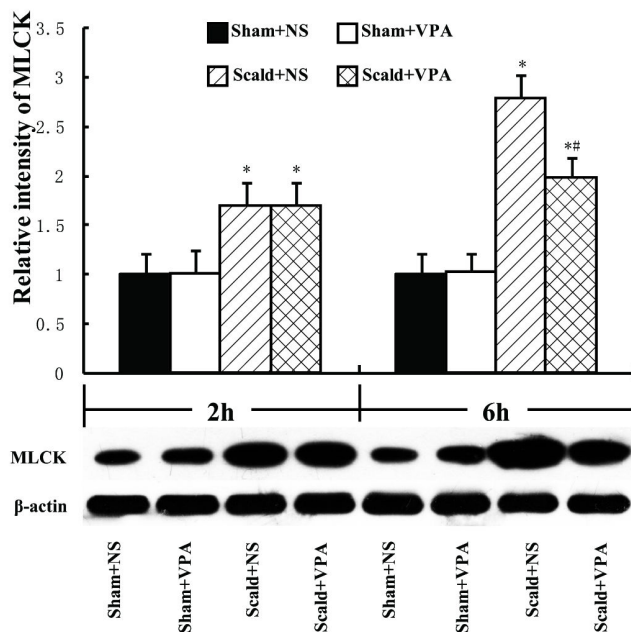 Relative intensity of MLCK
Sham+NS Sham+VPA
Scald+NS Scald+VPA
3.5
3
2.5
2
1.5
1
0.5
0
* * * *#
2h 6h
MLCK
β-actin
Sham+NS
Sham+VPA
Scald+NS
Scald+VPA
Sham+NS
Sham+VPA
Scald+NS
Scald+VPA